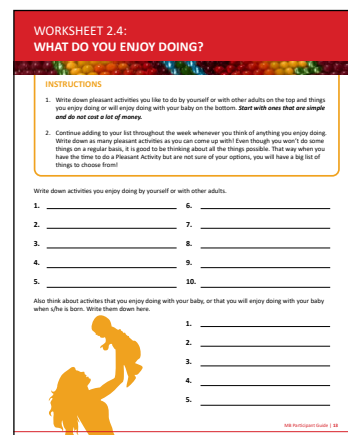 WORKSHEET 2.4:
WHAT DO YOU ENJOY DOING?
INSTRUCTIONS
1. Write down pleasant activities you like to do by yourself or with other adults on the top and things
you enjoy doing or will enjoy doing with your baby on the bottom. Start with ones that are simple
and do not cost a lot of money.
2. Continue adding to your list throughout the week whenever you think of anything you enjoy doing.
Write down as many pleasant activities as you can come up with! Even though you won't do some
things on a regular basis, it is good to be thinking about all the things possible. That way when you
have the time to do a Pleasant Activity but are not sure of your options, you will have a big list of
things to choose from!
Write down activities you enjoy doing by yourself or with other adults.
1.
2.
3.
4.
5.
6.
7.
8.
9.
10.
Also think about activites that you enjoy doing with your baby, or that you will enjoy doing with your baby
when s/he is born. Write them down here.
1.
2.
3.
4.
5.